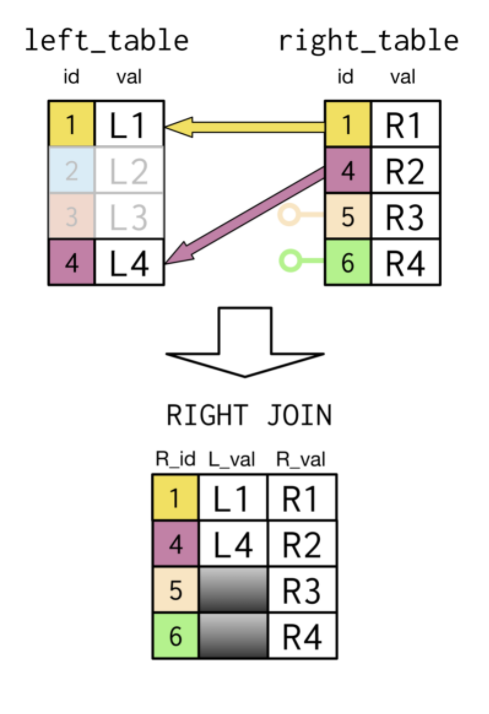 left_table right_table
id val id val
1 L1 1 R1
2 L2 4 R2
3 L3 5 R3
4 L4 6 R4
RIGHT JOIN
R_id L_val R_val
1 L1 R1
4 L4 R2
5 R3
6 R4